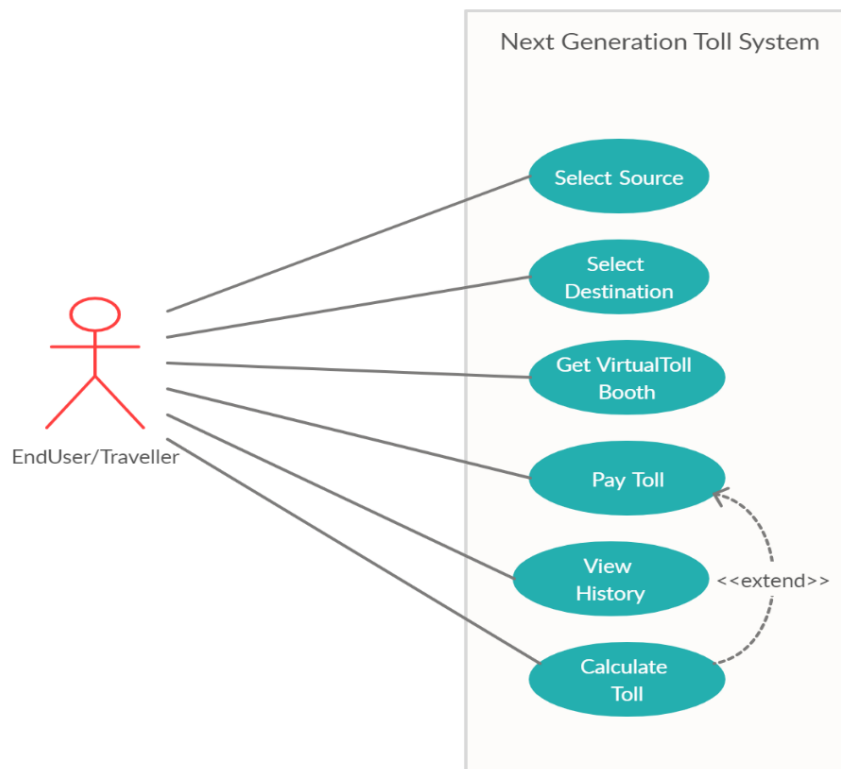 Next Generation Toll System
Select Source
Select
Destination
Get VirtualToll
Booth
EndUser/Traveller
Pay Toll
View
History
<<extend>>
Calculate
Toll